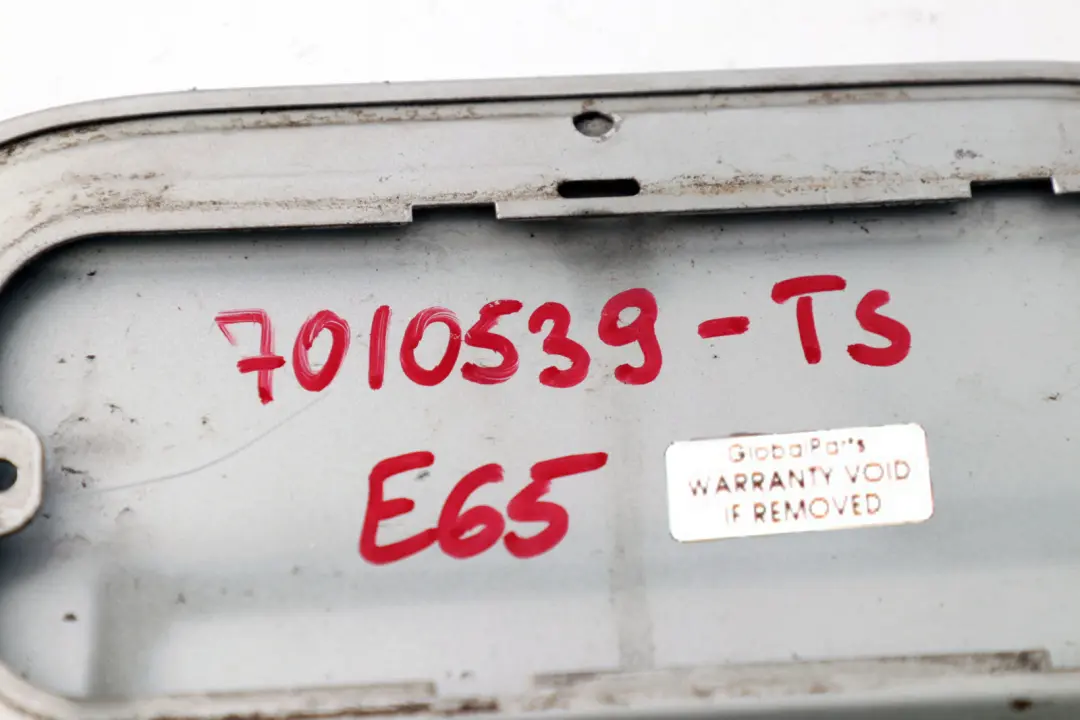 7010539-TS
E65
GlobalParts
WARRANTY VOID
IF REMOVED